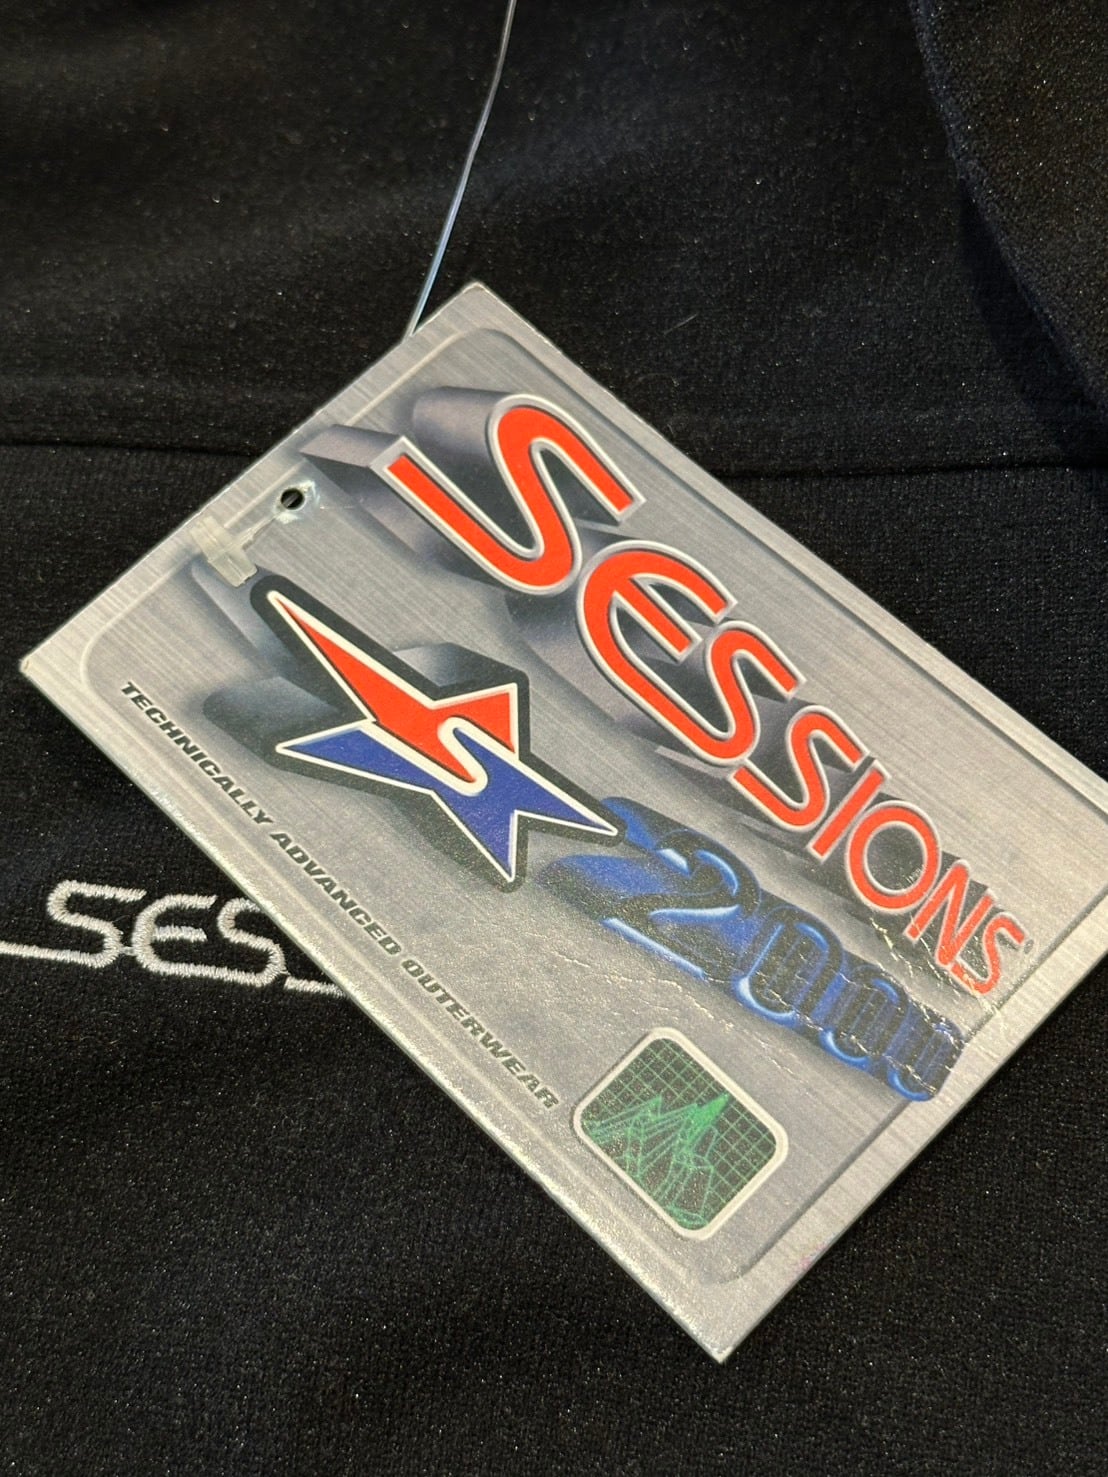 SESSIONS®
2000
TECHNICALLY ADVANCED OUTERWEAR
SES